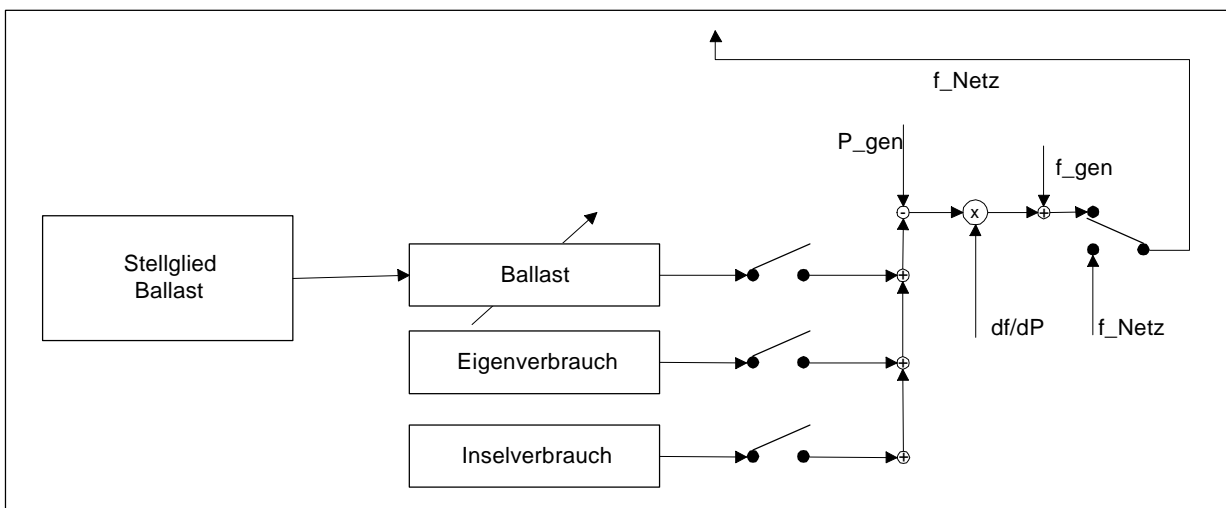 f_Netz
P_gen
f_gen
-
x
+
Stellglied
Ballast
Ballast
+
df/dP
f_Netz
Eigenverbrauch
+
Inselverbrauch
+